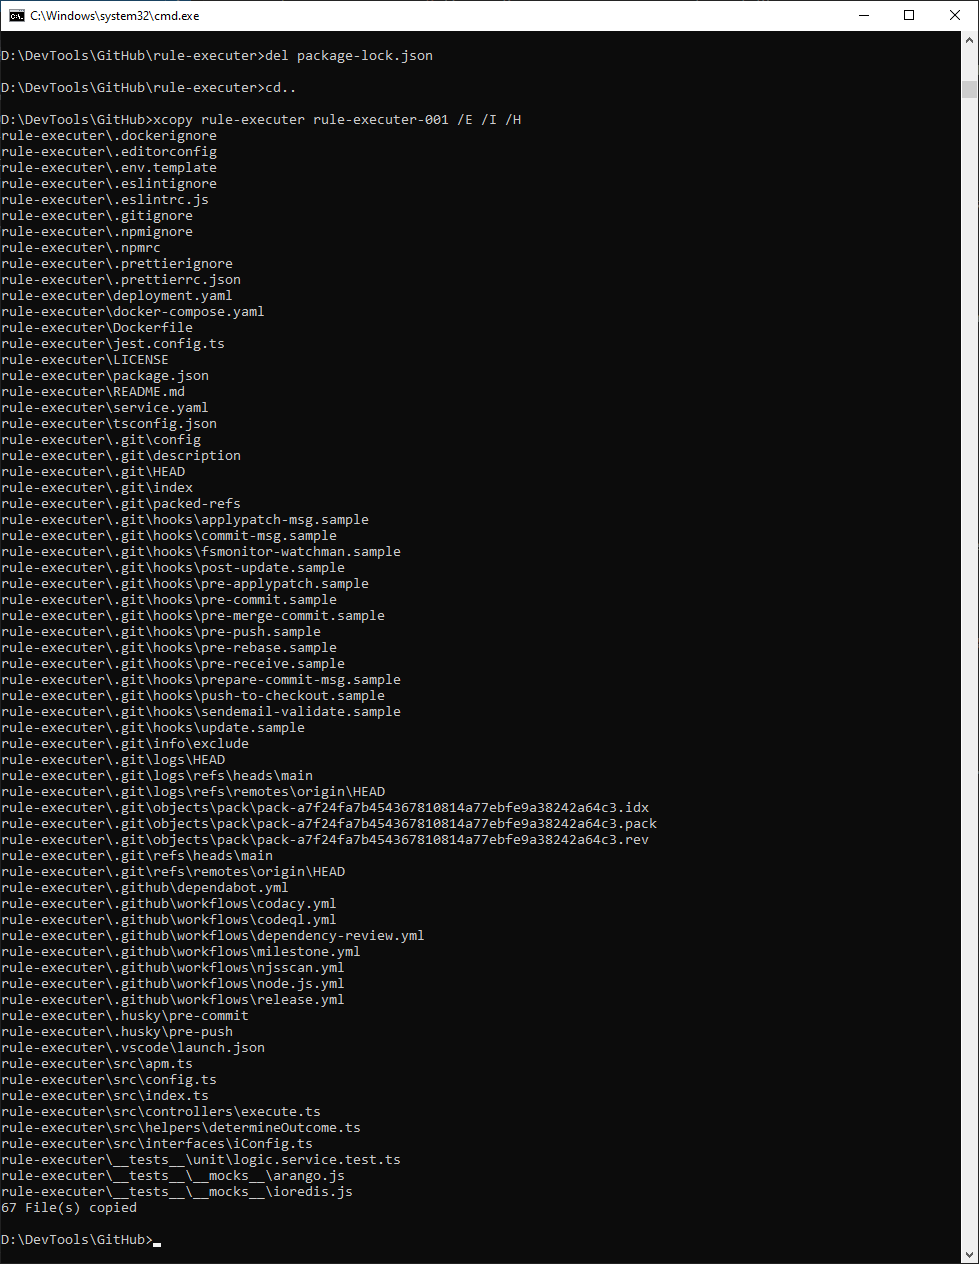 C:\Windows\system32\cmd.exe
D:\DevTools\GitHub\rule-executer>del package-lock.json
D:\DevTools\GitHub\rule-executer>cd..
D:\DevTools\GitHub>xcopy rule-executer rule-executer-001 /E /I /H
rule-executer\.dockerignore
rule-executer\.editorconfig
rule-executer\.env.template
rule-executer\.eslintignore
rule-executer\.eslintrc.js
rule-executer\.gitignore
rule-executer\.npmignore
rule-executer\.npmrc
rule-executer\.prettierignore
rule-executer\.prettierrc.json
rule-executer\deployment.yaml
rule-executer\docker-compose.yaml
rule-executer\Dockerfile
rule-executer\jest.config.ts
rule-executer\LICENSE
rule-executer\package.json
rule-executer\README.md
rule-executer\service.yaml
rule-executer\tsconfig.json
rule-executer\.git\config
rule-executer\.git\description
rule-executer\.git\HEAD
rule-executer\.git\index
rule-executer\.git\packed-refs
rule-executer\.git\hooks\applypatch-msg.sample
rule-executer\.git\hooks\commit-msg.sample
rule-executer\.git\hooks\fsmonitor-watchman.sample
rule-executer\.git\hooks\post-update.sample
rule-executer\.git\hooks\pre-applypatch.sample
rule-executer\.git\hooks\pre-commit.sample
rule-executer\.git\hooks\pre-merge-commit.sample
rule-executer\.git\hooks\pre-push.sample
rule-executer\.git\hooks\pre-rebase.sample
rule-executer\.git\hooks\pre-receive.sample
rule-executer\.git\hooks\prepare-commit-msg.sample
rule-executer\.git\hooks\push-to-checkout.sample
rule-executer\.git\hooks\sendemail-validate.sample
rule-executer\.git\hooks\update.sample
rule-executer\.git\info\exclude
rule-executer\.git\logs\HEAD
rule-executer\.git\logs\refs\heads\main
rule-executer\.git\logs\refs\remotes\origin\HEAD
rule-executer\.git\objects\pack\pack-a7f24fa7b454367810814a77ebfe9a38242a64c3.idx
rule-executer\.git\objects\pack\pack-a7f24fa7b454367810814a77ebfe9a38242a64c3.pack
rule-executer\.git\objects\pack\pack-a7f24fa7b454367810814a77ebfe9a38242a64c3.rev
rule-executer\.git\refs\heads\main
rule-executer\.git\refs\remotes\origin\HEAD
rule-executer\.github\dependabot.yml
rule-executer\.github\workflows\codacy.yml
rule-executer\.github\workflows\codeql.yml
rule-executer\.github\workflows\dependency-review.yml
rule-executer\.github\workflows\milestone.yml
rule-executer\.github\workflows\njsscan.yml
rule-executer\.github\workflows\node.js.yml
rule-executer\.github\workflows\release.yml
rule-executer\.husky\pre-commit
rule-executer\.husky\pre-push
rule-executer\.vscode\launch.json
rule-executer\src\apm.ts
rule-executer\src\config.ts
rule-executer\src\index.ts
rule-executer\src\controllers\execute.ts
rule-executer\src\helpers\determineOutcome.ts
rule-executer\src\interfaces\iConfig.ts
rule-executer\__tests__\unit\logic.service.test.ts
rule-executer\__tests__\__mocks__\arango.js
rule-executer\__tests__\__mocks__\ioredis.js
67 File(s) copied
D:\DevTools\GitHub>